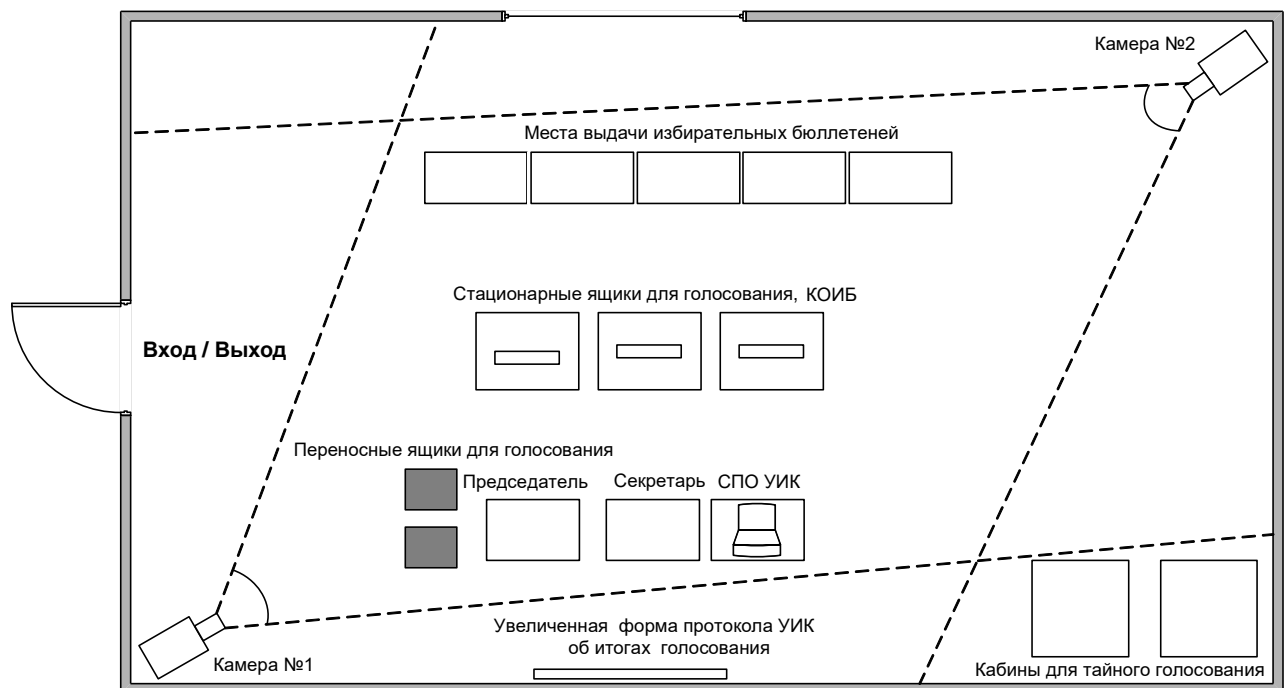 Камера №2
Места выдачи избирательных бюллетеней
Стационарные ящики для голосования, КОИБ
Вход / Выход
Переносные ящики для голосования
Председатель
Секретарь
СПО УИК
Увеличенная форма протокола УИК
об итогах голосования
Камера №1
Кабины для тайного голосования